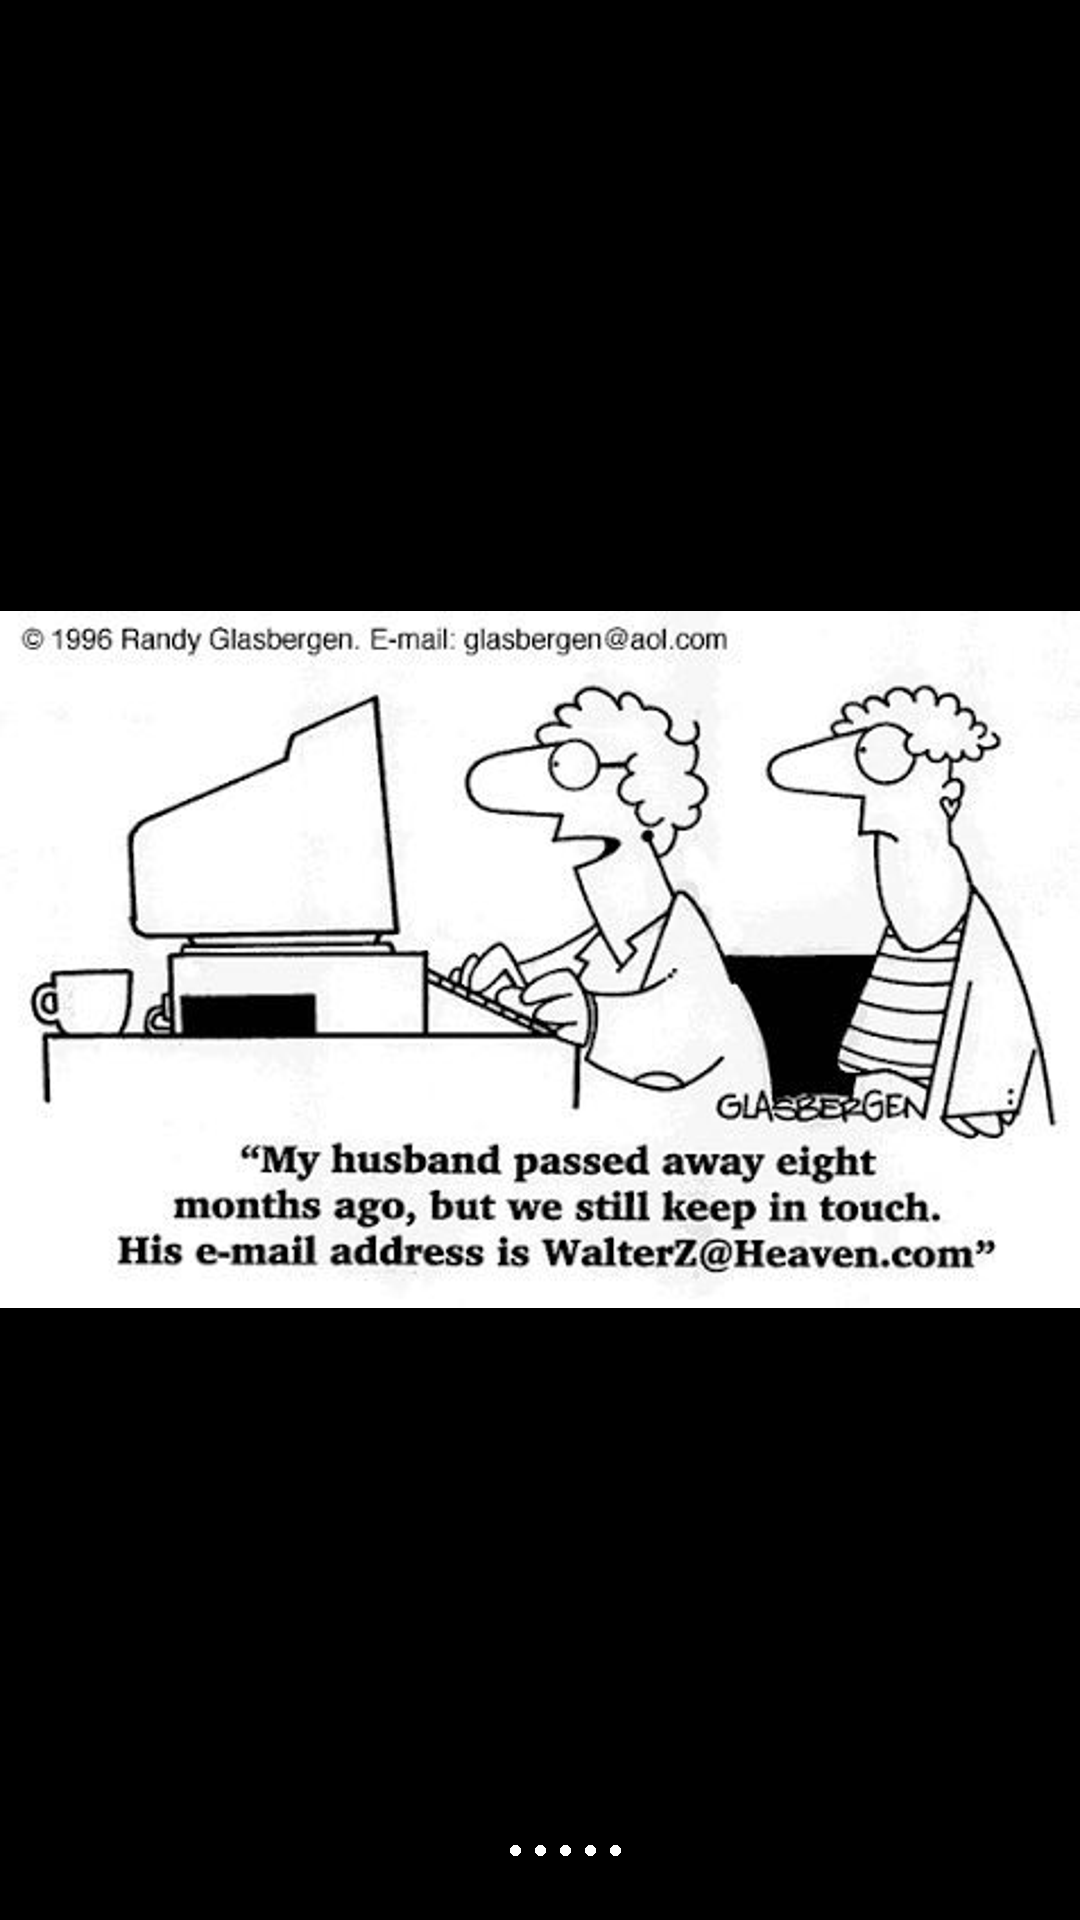 © 1996 Randy Glasbergen. E-mail: glasbergen@aol.com
GLASBERGEN
“My husband passed away eight
months ago, but we still keep in touch.
His e-mail address is WalterZ@Heaven.com”